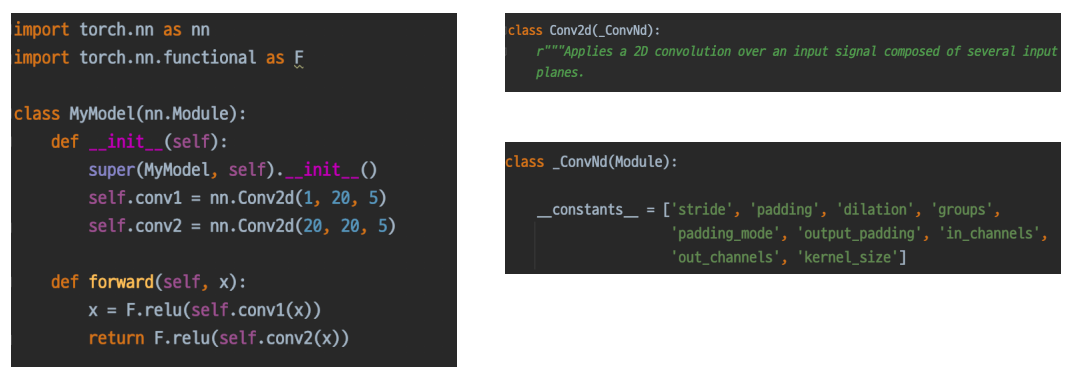 import torch.nn as nn
import torch.nn.functional as F
class MyModel(nn.Module):
    def __init__(self):
        super(MyModel, self).__init__()
        self.conv1 = nn.Conv2d(1, 20, 5)
        self.conv2 = nn.Conv2d(20, 20, 5)
    def forward(self, x):
        x = F.relu(self.conv1(x))
        return F.relu(self.conv2(x))
class Conv2d(_ConvNd):
    r"""Applies a 2D convolution over an input signal composed of several input
    planes.
class _ConvNd(Module):
    __constants__ = ['stride', 'padding', 'dilation', 'groups',
                     'padding_mode', 'output_padding', 'in_channels',
                     'out_channels', 'kernel_size']